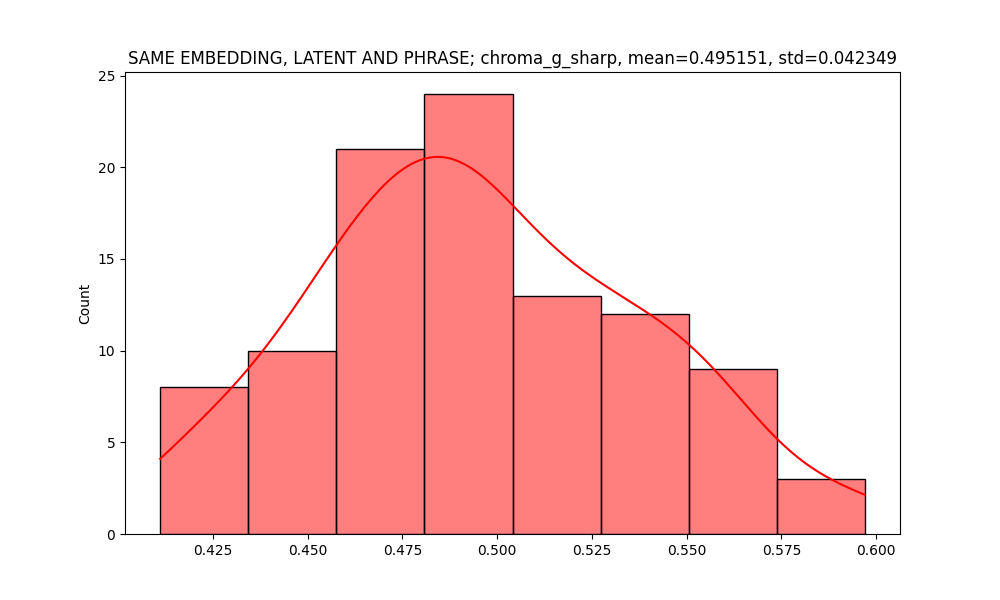 SAME EMBEDDING, LATENT AND PHRASE; chroma_g_sharp, mean=0.495151, std=0.042349
25
20
15
10
5
0
Count
0.425 0.450 0.475 0.500 0.525 0.550 0.575 0.600